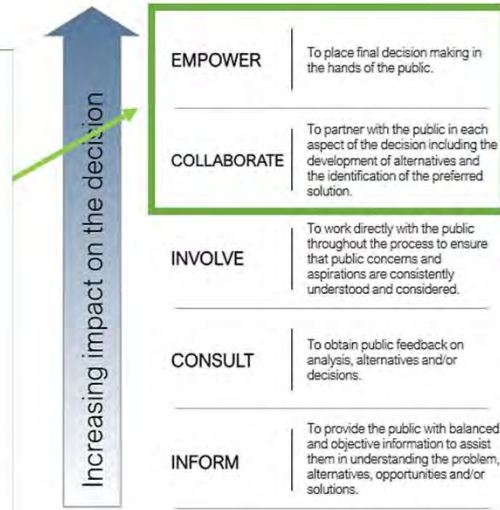 Increasing impact on the decision
EMPOWER
To place final decision making in
the hands of the public.
COLLABORATE
To partner with the public in each
aspect of the decision including the
development of alternatives and
the identification of the preferred
solution.
INVOLVE
To work directly with the public
throughout the process to ensure
that public concerns and
aspirations are consistently
understood and considered.
CONSULT
To obtain public feedback on
analysis, alternatives and/or
decisions.
INFORM
To provide the public with balanced
and objective information to assist
them in understanding the problem,
alternatives, opportunities and/or
solutions.